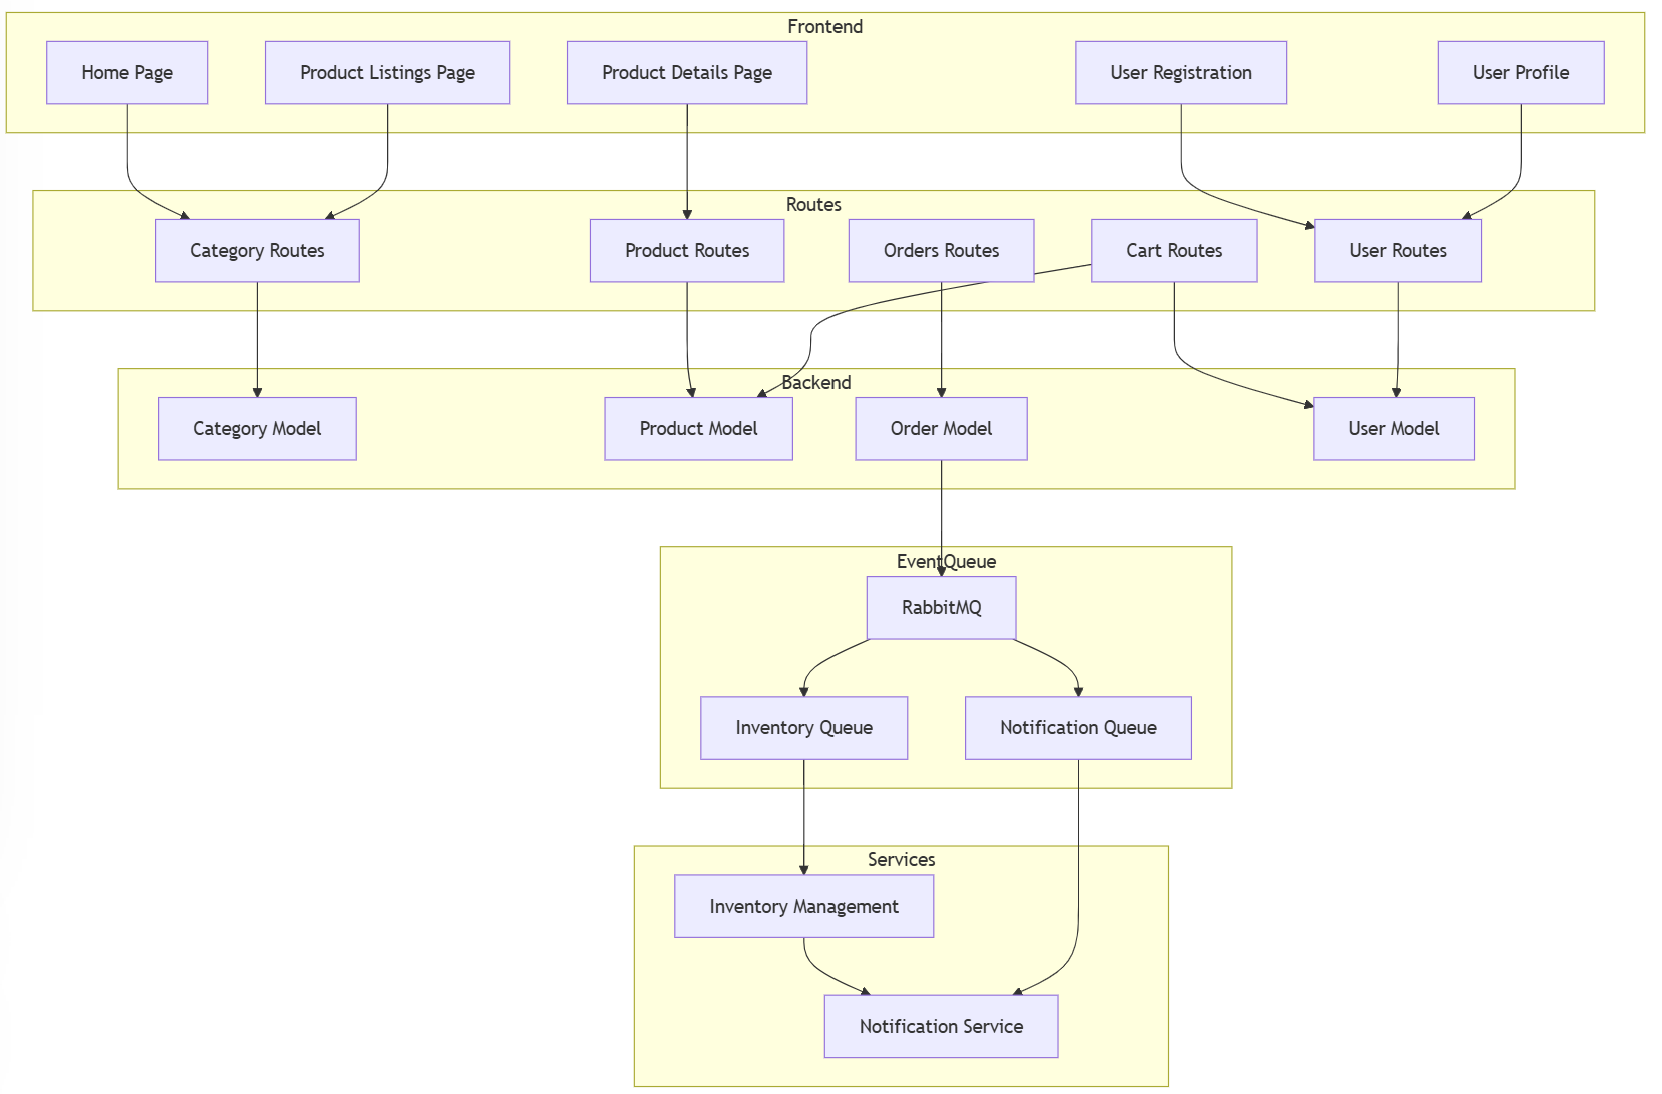 Frontend
Home Page
Product Listings Page
Product Details Page
User Registration
User Profile
Routes
Category Routes
Product Routes
Orders Routes
Cart Routes
User Routes
Backend
Category Model
Product Model
Order Model
User Model
EventQueue
RabbitMQ
Inventory Queue
Notification Queue
Services
Inventory Management
Notification Service